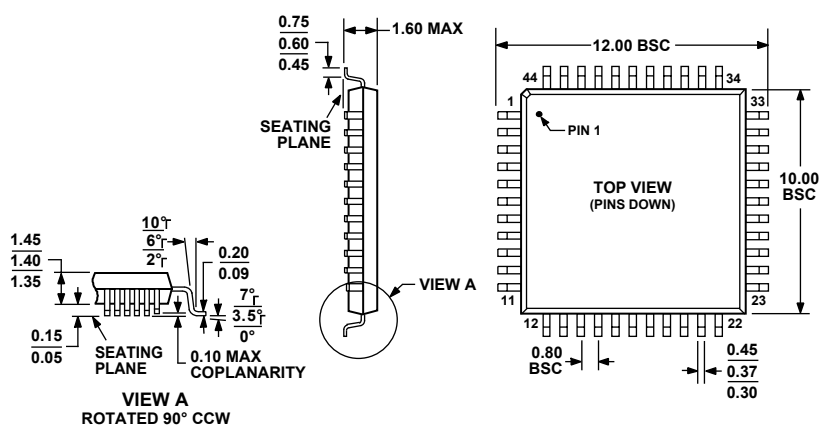 0.75
0.60
0.45
1.60 MAX
12.00 BSC
44
34
1
33
SEATING
PLANE
PIN 1
TOP VIEW
(PINS DOWN)
10.00
BSC
10°
6°
2°
1.45
1.40
1.35
0.20
0.09
7°
3.5°
0°
VIEW A
11
23
12
22
0.15
0.05
SEATING
PLANE
0.10 MAX
COPLANARITY
0.80
BSC
0.45
0.37
0.30
VIEW A
ROTATED 90° CCW